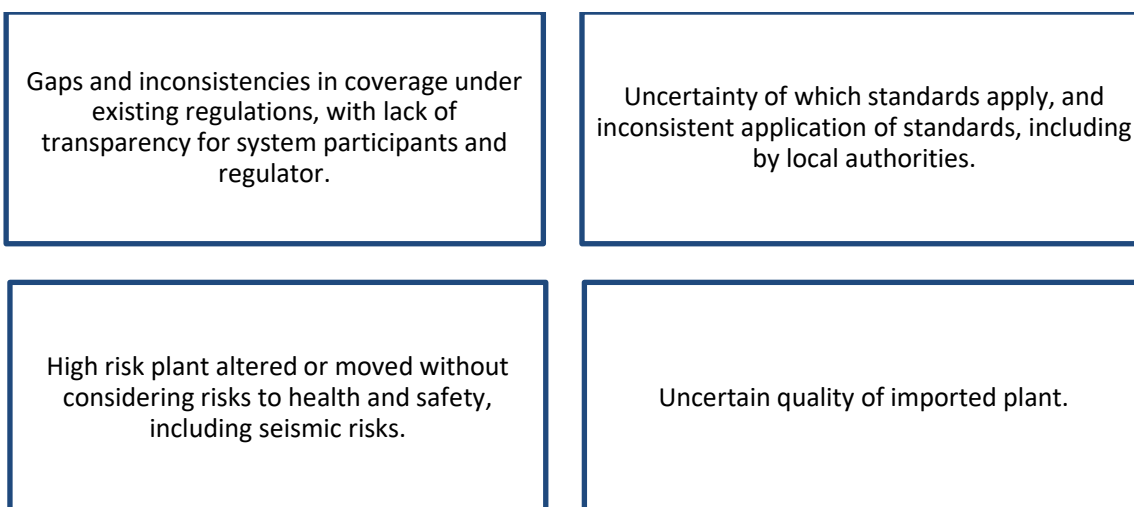 Gaps and inconsistencies in coverage under
existing regulations, with lack of
transparency for system participants and
regulator.
Uncertainty of which standards apply, and
inconsistent application of standards, including
by local authorities.
High risk plant altered or moved without
considering risks to health and safety,
including seismic risks.
Uncertain quality of imported plant.